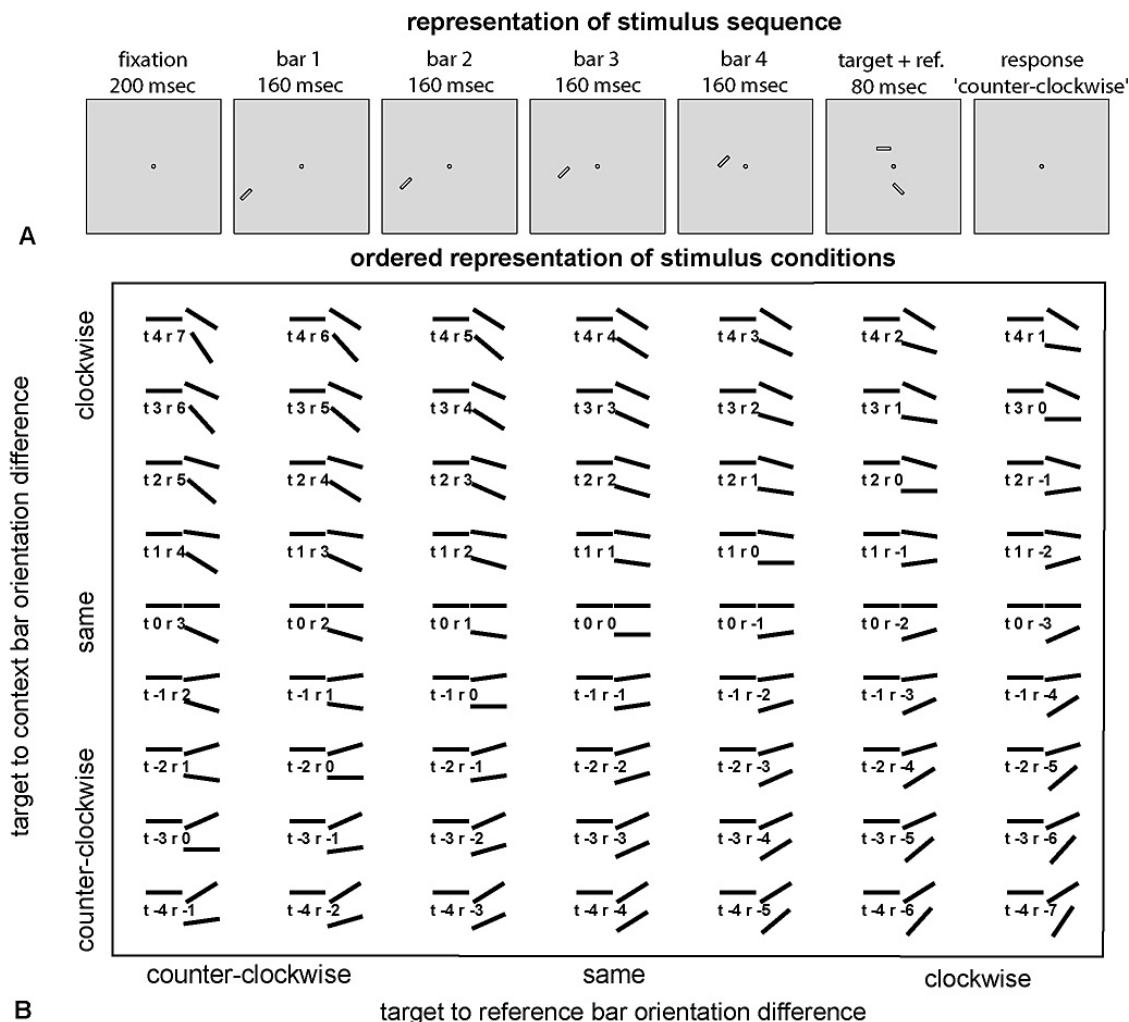 representation of stimulus sequence
fixation bar 1 bar 2 bar 3 bar 4 target + ref. response
200 msec 160 msec 160 msec 160 msec 160 msec 80 msec 'counter-clockwise'
A
ordered representation of stimulus conditions
target to context bar orientation difference
clockwise
same
counter-clockwise
t 4 r 7 t 4 r 6 t 4 r 5 t 4 r 4 t 4 r 3 t 4 r 2 t 4 r 1
t 3 r 6 t 3 r 5 t 3 r 4 t 3 r 3 t 3 r 2 t 3 r 1 t 3 r 0
t 2 r 5 t 2 r 4 t 2 r 3 t 2 r 2 t 2 r 1 t 2 r 0 t 2 r -1
t 1 r 4 t 1 r 3 t 1 r 2 t 1 r 1 t 1 r 0 t 1 r -1 t 1 r -2
t 0 r 3 t 0 r 2 t 0 r 1 t 0 r 0 t 0 r -1 t 0 r -2 t 0 r -3
t -1 r 2 t -1 r 1 t -1 r 0 t -1 r -1 t -1 r -2 t -1 r -3 t -1 r -4
t -2 r 1 t -2 r 0 t -2 r -1 t -2 r -2 t -2 r -3 t -2 r -4 t -2 r -5
t -3 r 0 t -3 r -1 t -3 r -2 t -3 r -3 t -3 r -4 t -3 r -5 t -3 r -6
t -4 r -1 t -4 r -2 t -4 r -3 t -4 r -4 t -4 r -5 t -4 r -6 t -4 r -7
counter-clockwise same clockwise
B
target to reference bar orientation difference